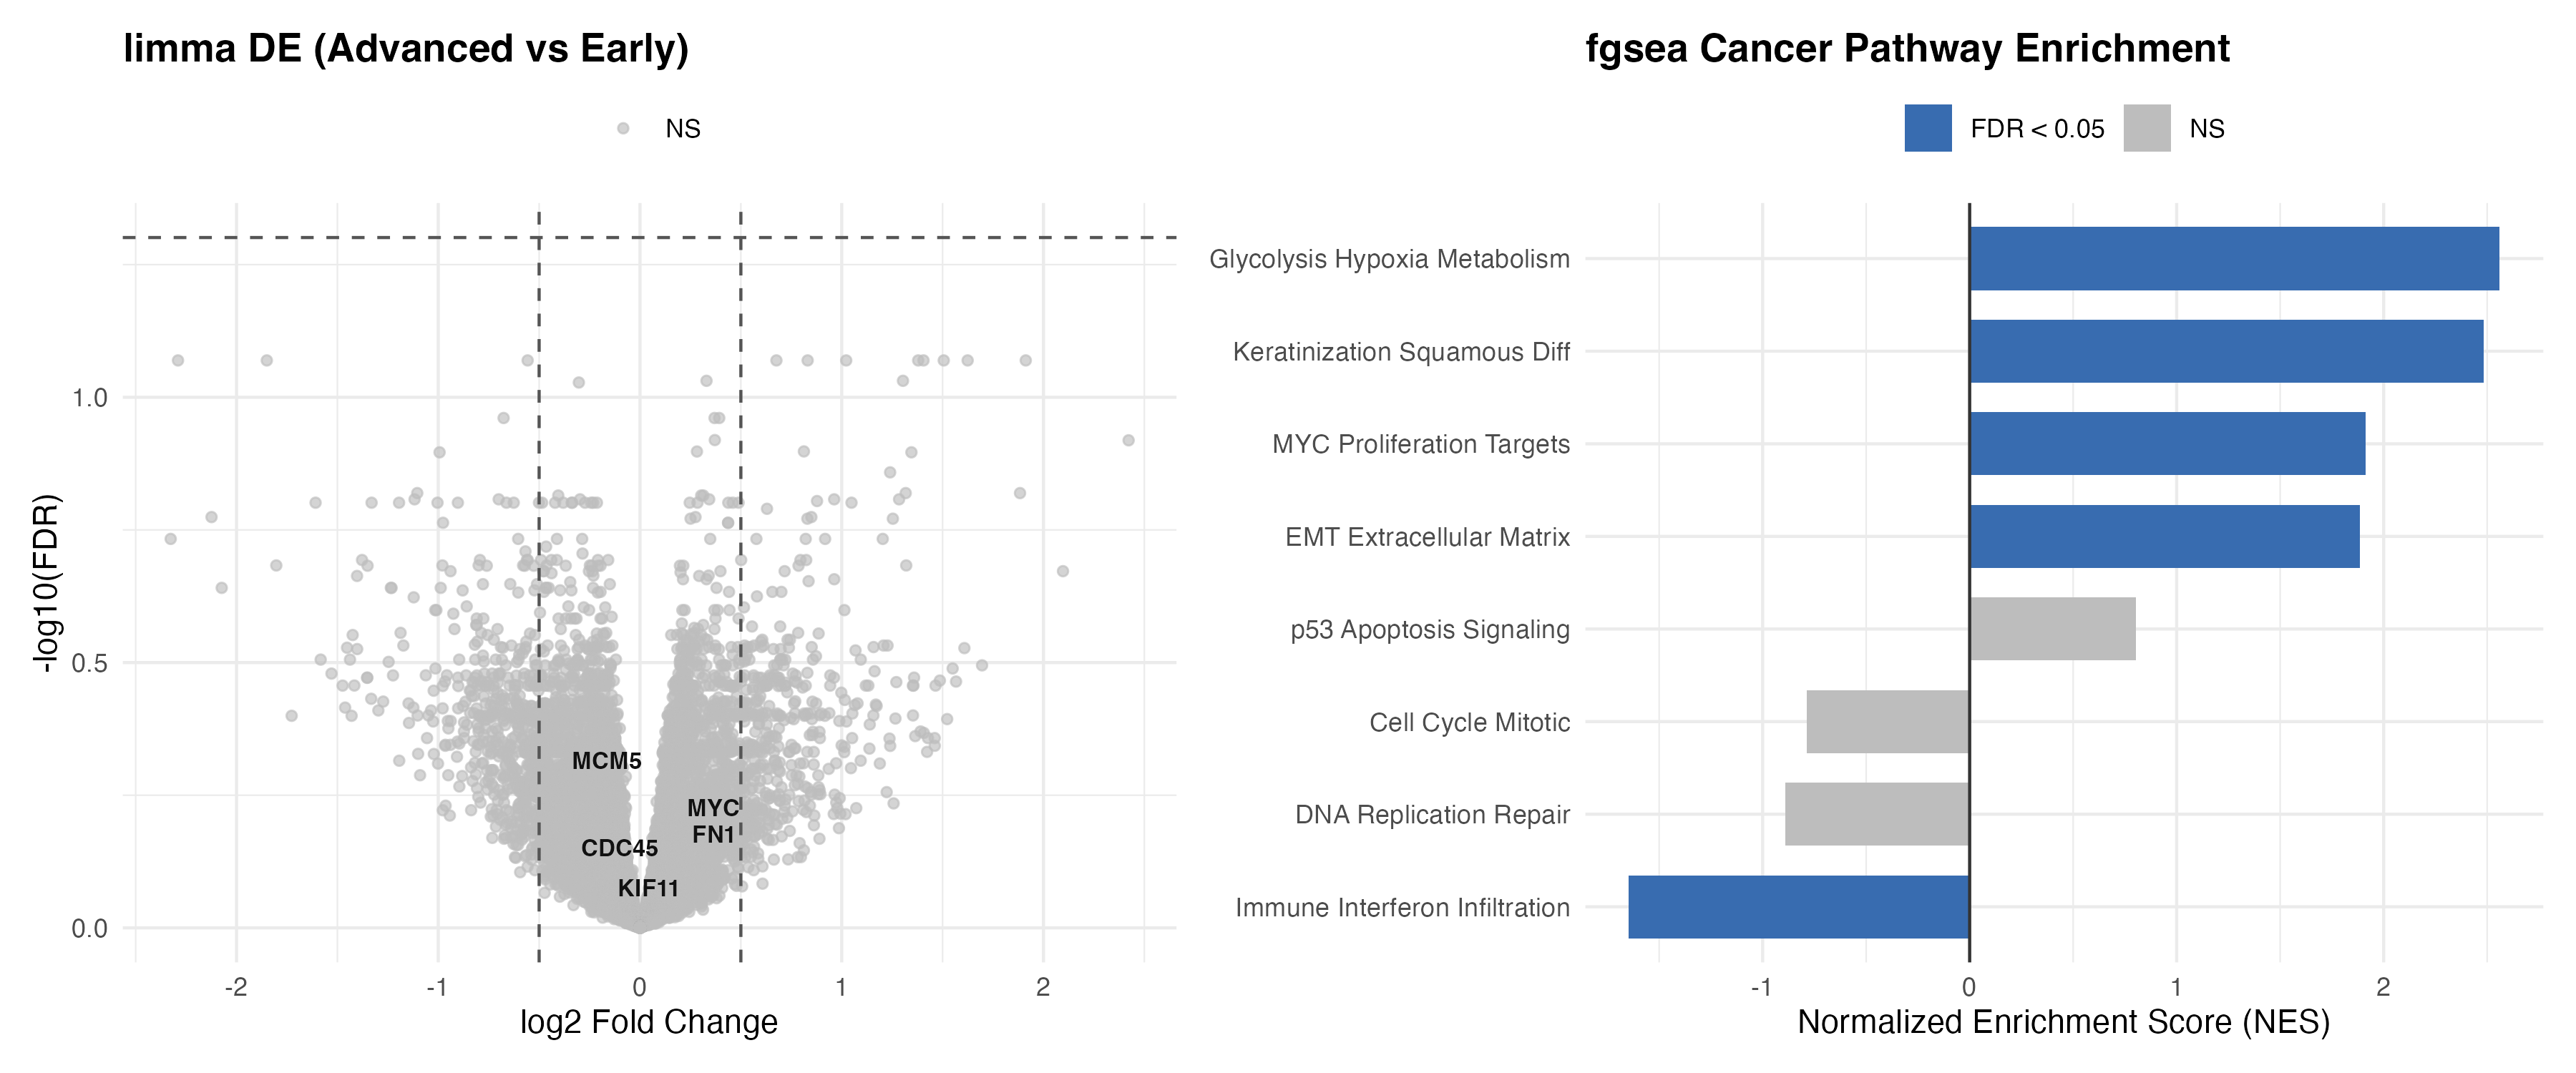 limma DE (Advanced vs Early)
NS
-log10(FDR)
1.0
0.5
0.0
MCM5
MYC
FN1
CDC45
KIF11
-2
-1
0
1
2
log2 Fold Change
fgsea Cancer Pathway Enrichment
FDR < 0.05
NS
Glycolysis Hypoxia Metabolism
Keratinization Squamous Diff
MYC Proliferation Targets
EMT Extracellular Matrix
p53 Apoptosis Signaling
Cell Cycle Mitotic
DNA Replication Repair
Immune Interferon Infiltration
-1
0
1
2
Normalized Enrichment Score (NES)